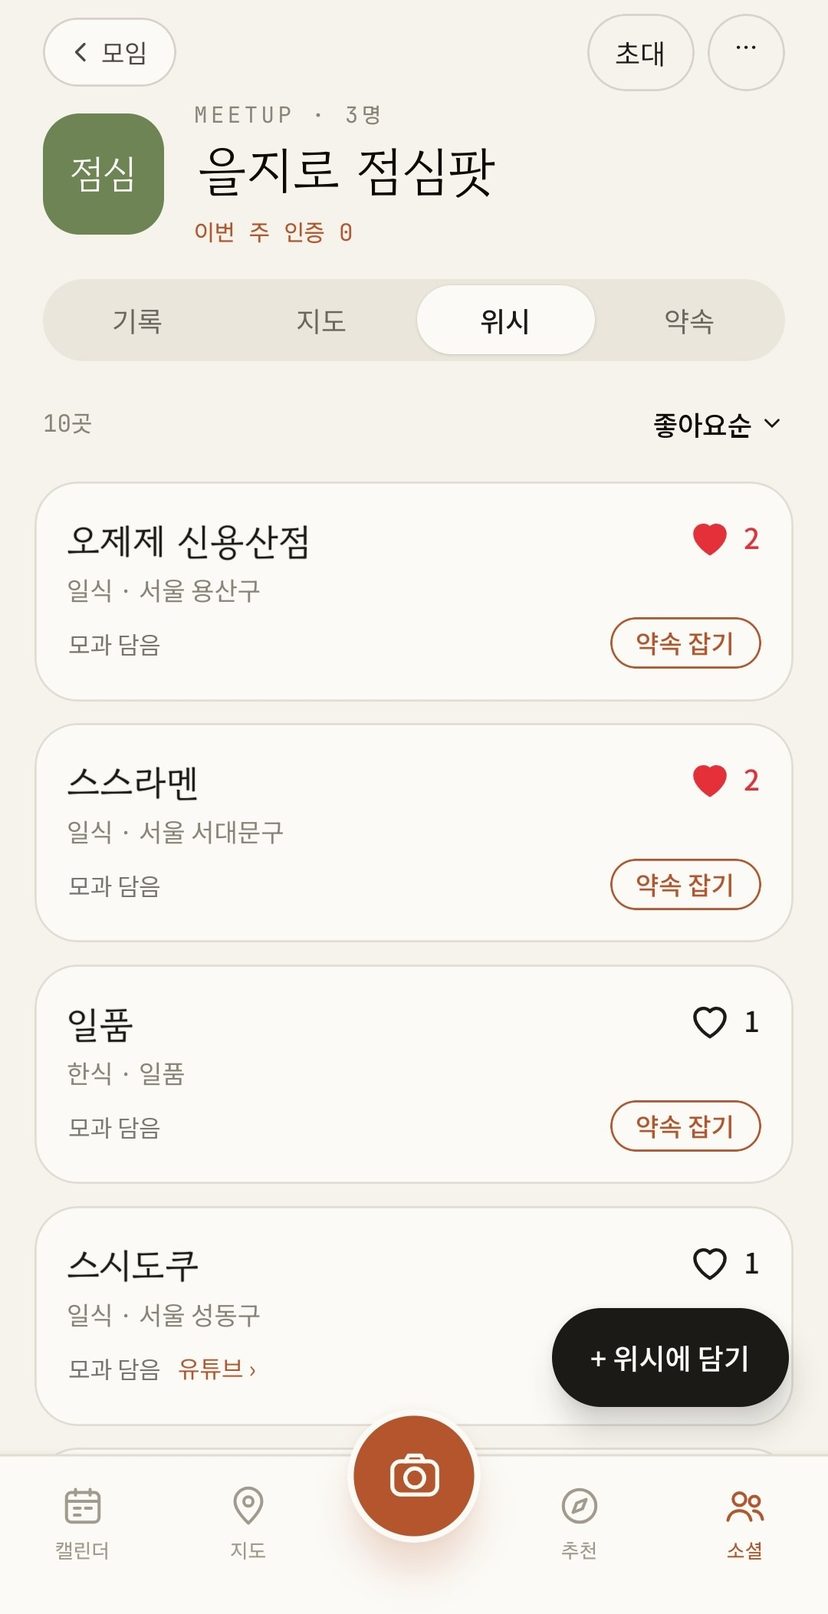 모임
초대
...
MEETUP · 3명
점심
을지로 점심팟
이번 주 인증 0
기록
지도
위시
약속
10곳
좋아요순
오제제 신용산점
2
일식 · 서울 용산구
모과 담음
약속 잡기
스스라멘
2
일식 · 서울 서대문구
모과 담음
약속 잡기
일품
1
한식 · 일품
모과 담음
약속 잡기
스시도쿠
1
일식 · 서울 성동구
모과 담음 유튜브 ›
+ 위시에 담기
캘린더
지도
추천
소셜